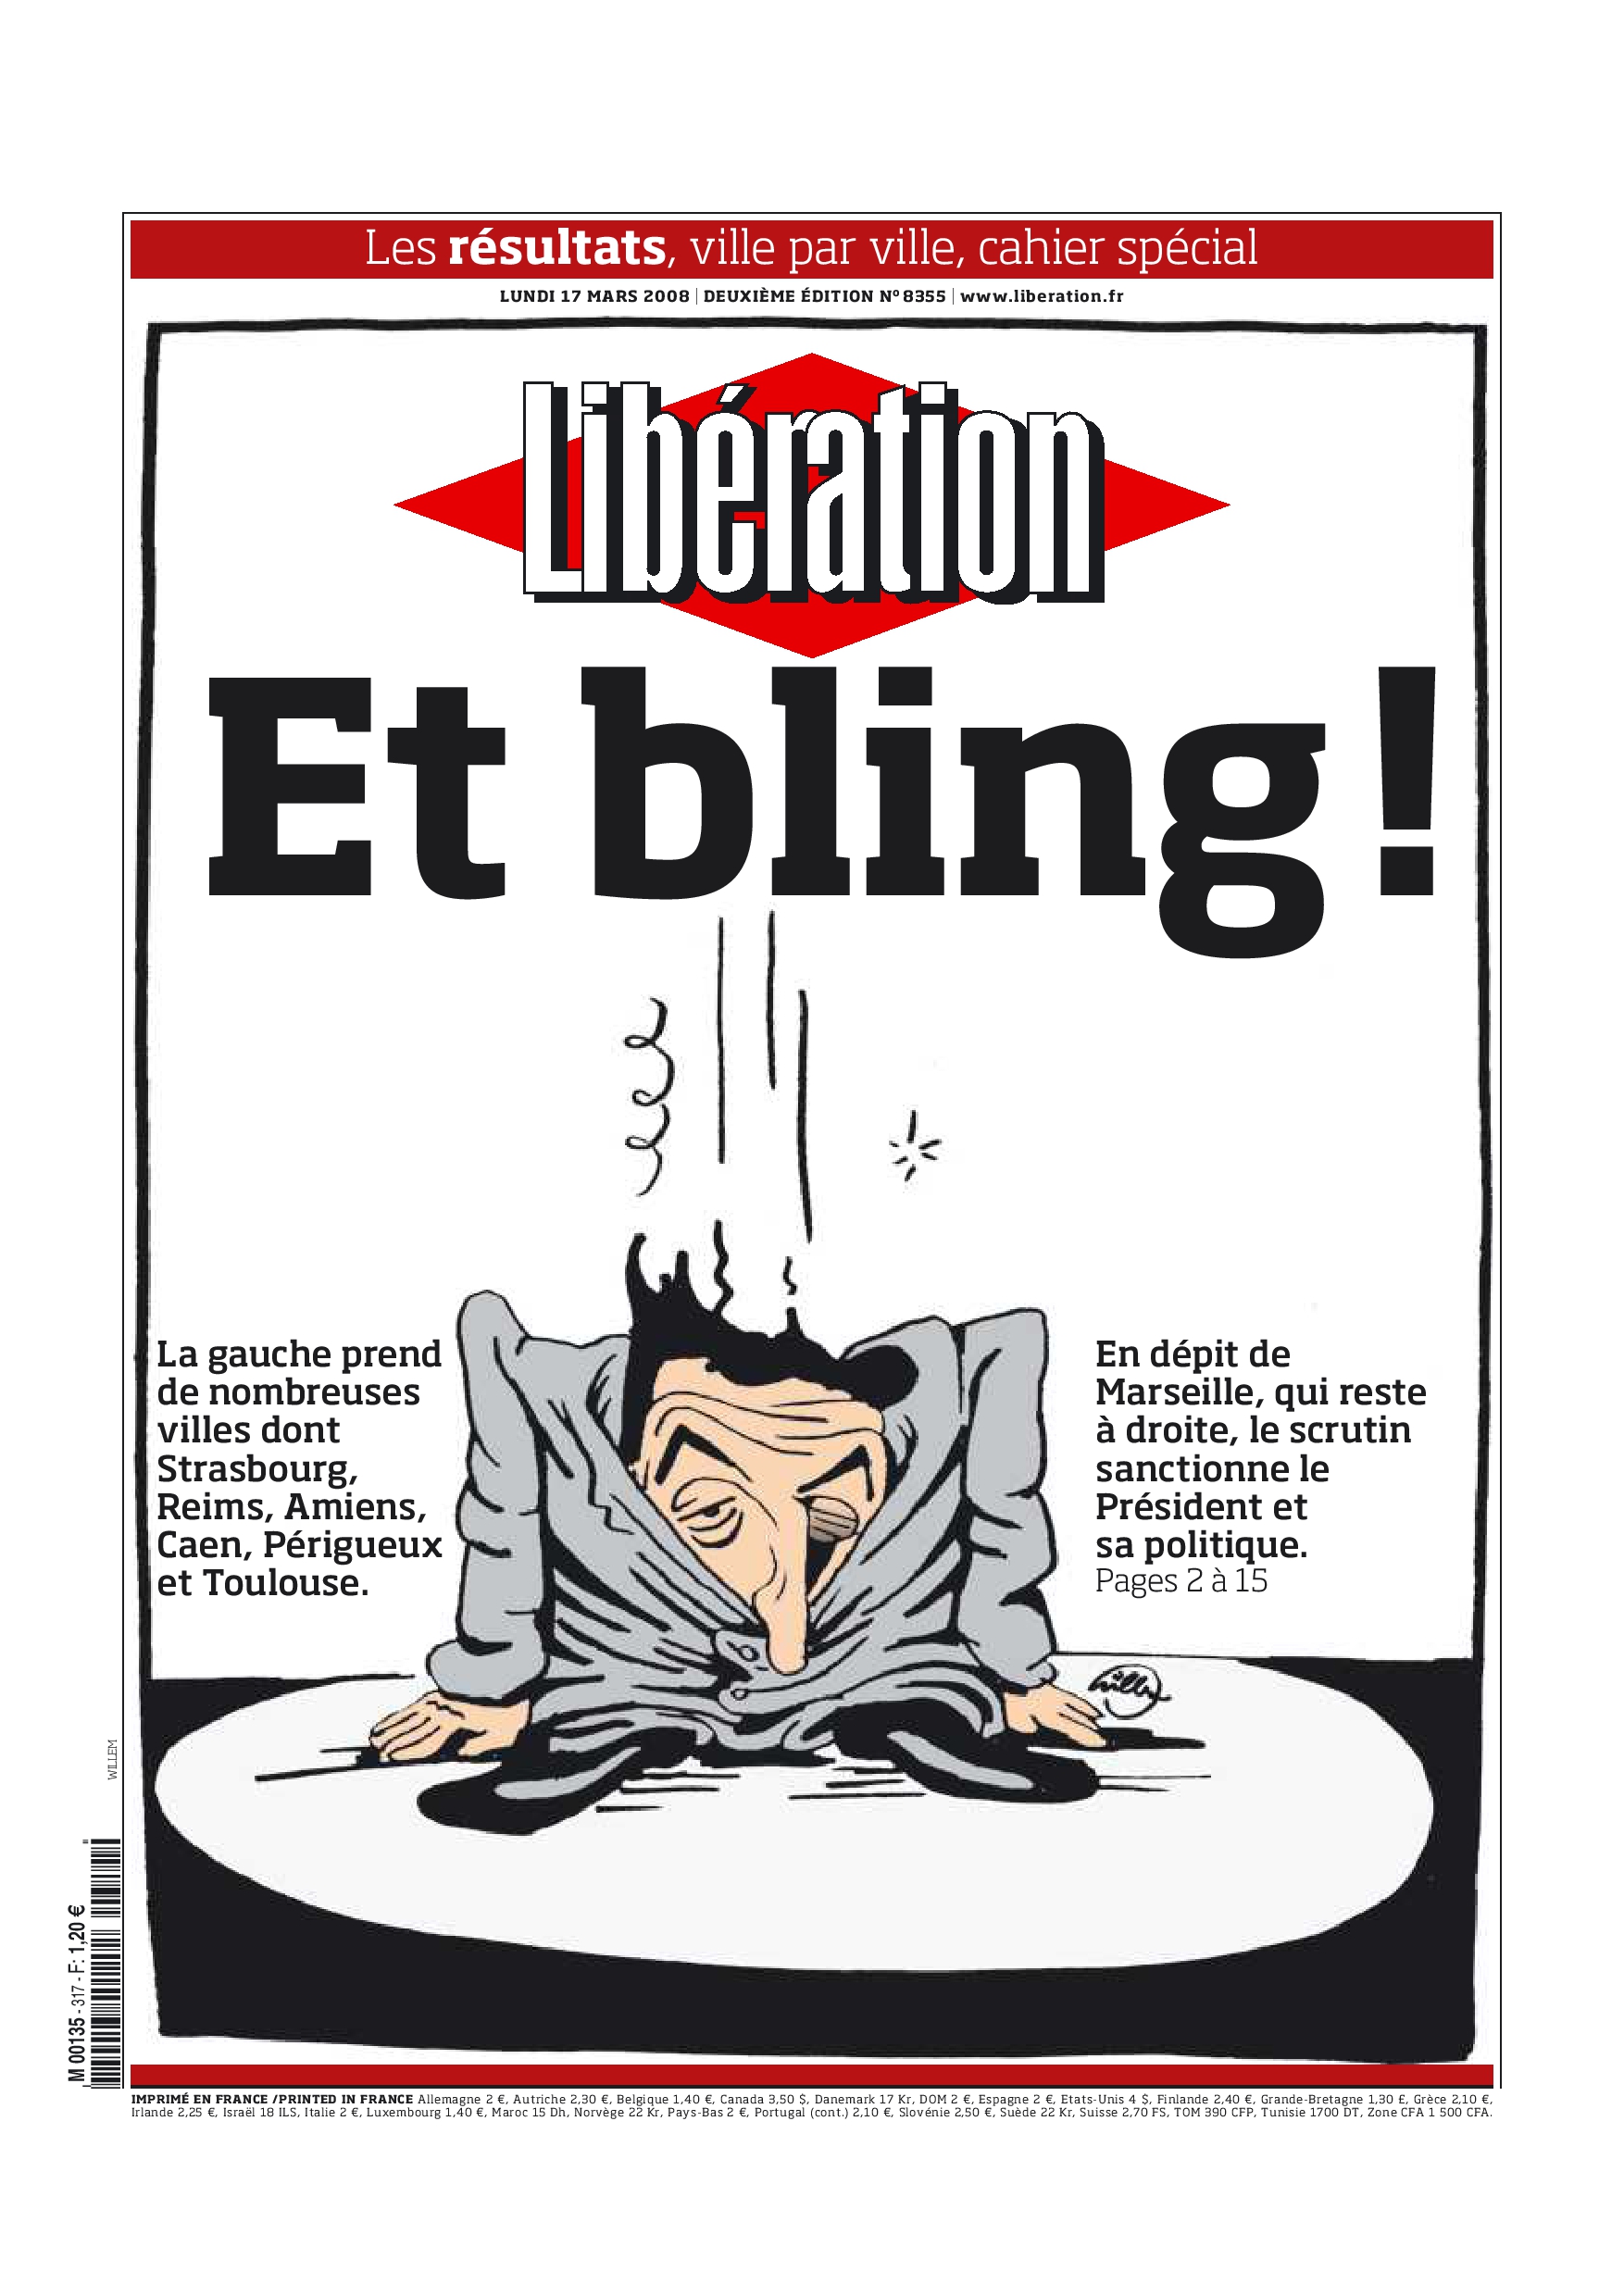 Les résultats, ville par ville, cahier spécial
LUNDI 17 MARS 2008 | DEUXIÈME ÉDITION Nº 8355 | www.liberation.fr
Libération
Et bling !
La gauche prend
de nombreuses
villes dont
Strasbourg,
Reims, Amiens,
Caen, Périgueux
et Toulouse.
En dépit de
Marseille, qui reste
à droite, le scrutin
sanctionne le
Président et
sa politique.
Pages 2 à 15
WILLEM
M 00135 - 317 - F: 1,20 €
IMPRIMÉ EN FRANCE /PRINTED IN FRANCE Allemagne 2 €, Autriche 2,30 €, Belgique 1,40 €, Canada 3,50 $, Danemark 17 Kr, DOM 2 €, Espagne 2 €, Etats-Unis 4 $, Finlande 2,40 €, Grande-Bretagne 1,30 £, Grèce 2,10 €,
Irlande 2,25 €, Israël 18 ILS, Italie 2 €, Luxembourg 1,40 €, Maroc 15 Dh, Norvège 22 Kr, Pays-Bas 2 €, Portugal (cont.) 2,10 €, Slovénie 2,50 €, Suède 22 Kr, Suisse 2,70 FS, TOM 390 CFP, Tunisie 1700 DT, Zone CFA 1 500 CFA.